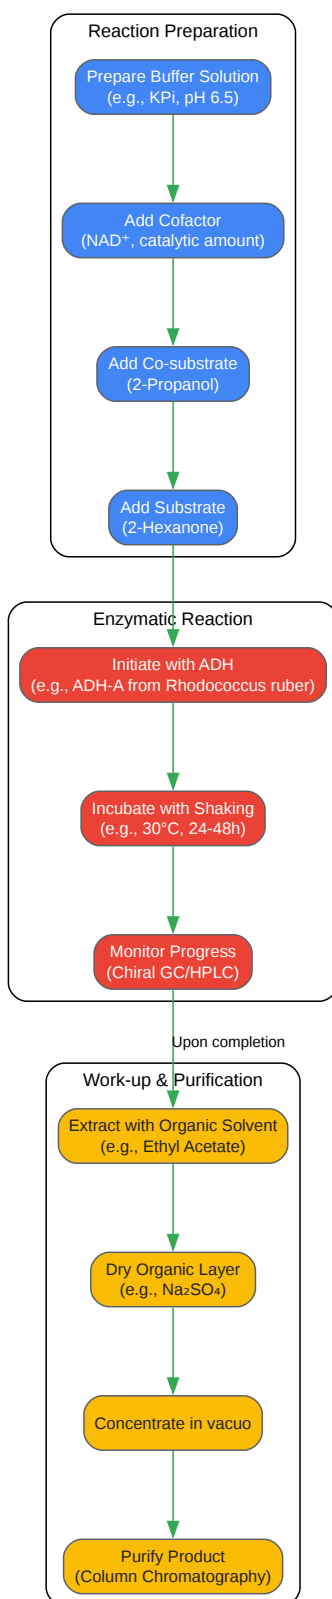 Reaction Preparation
Prepare Buffer Solution
(e.g., KPi, pH 6.5)
Add Cofactor
(NAD⁺, catalytic amount)
Add Co-substrate
(2-Propanol)
Add Substrate
(2-Hexanone)
Enzymatic Reaction
Initiate with ADH
(e.g., ADH-A from Rhodococcus ruber)
Incubate with Shaking
(e.g., 30°C, 24-48h)
Monitor Progress
(Chiral GC/HPLC)
Upon completion
Work-up & Purification
Extract with Organic Solvent
(e.g., Ethyl Acetate)
Dry Organic Layer
(e.g., Na₂SO₄)
Concentrate in vacuo
Purify Product
(Column Chromatography)